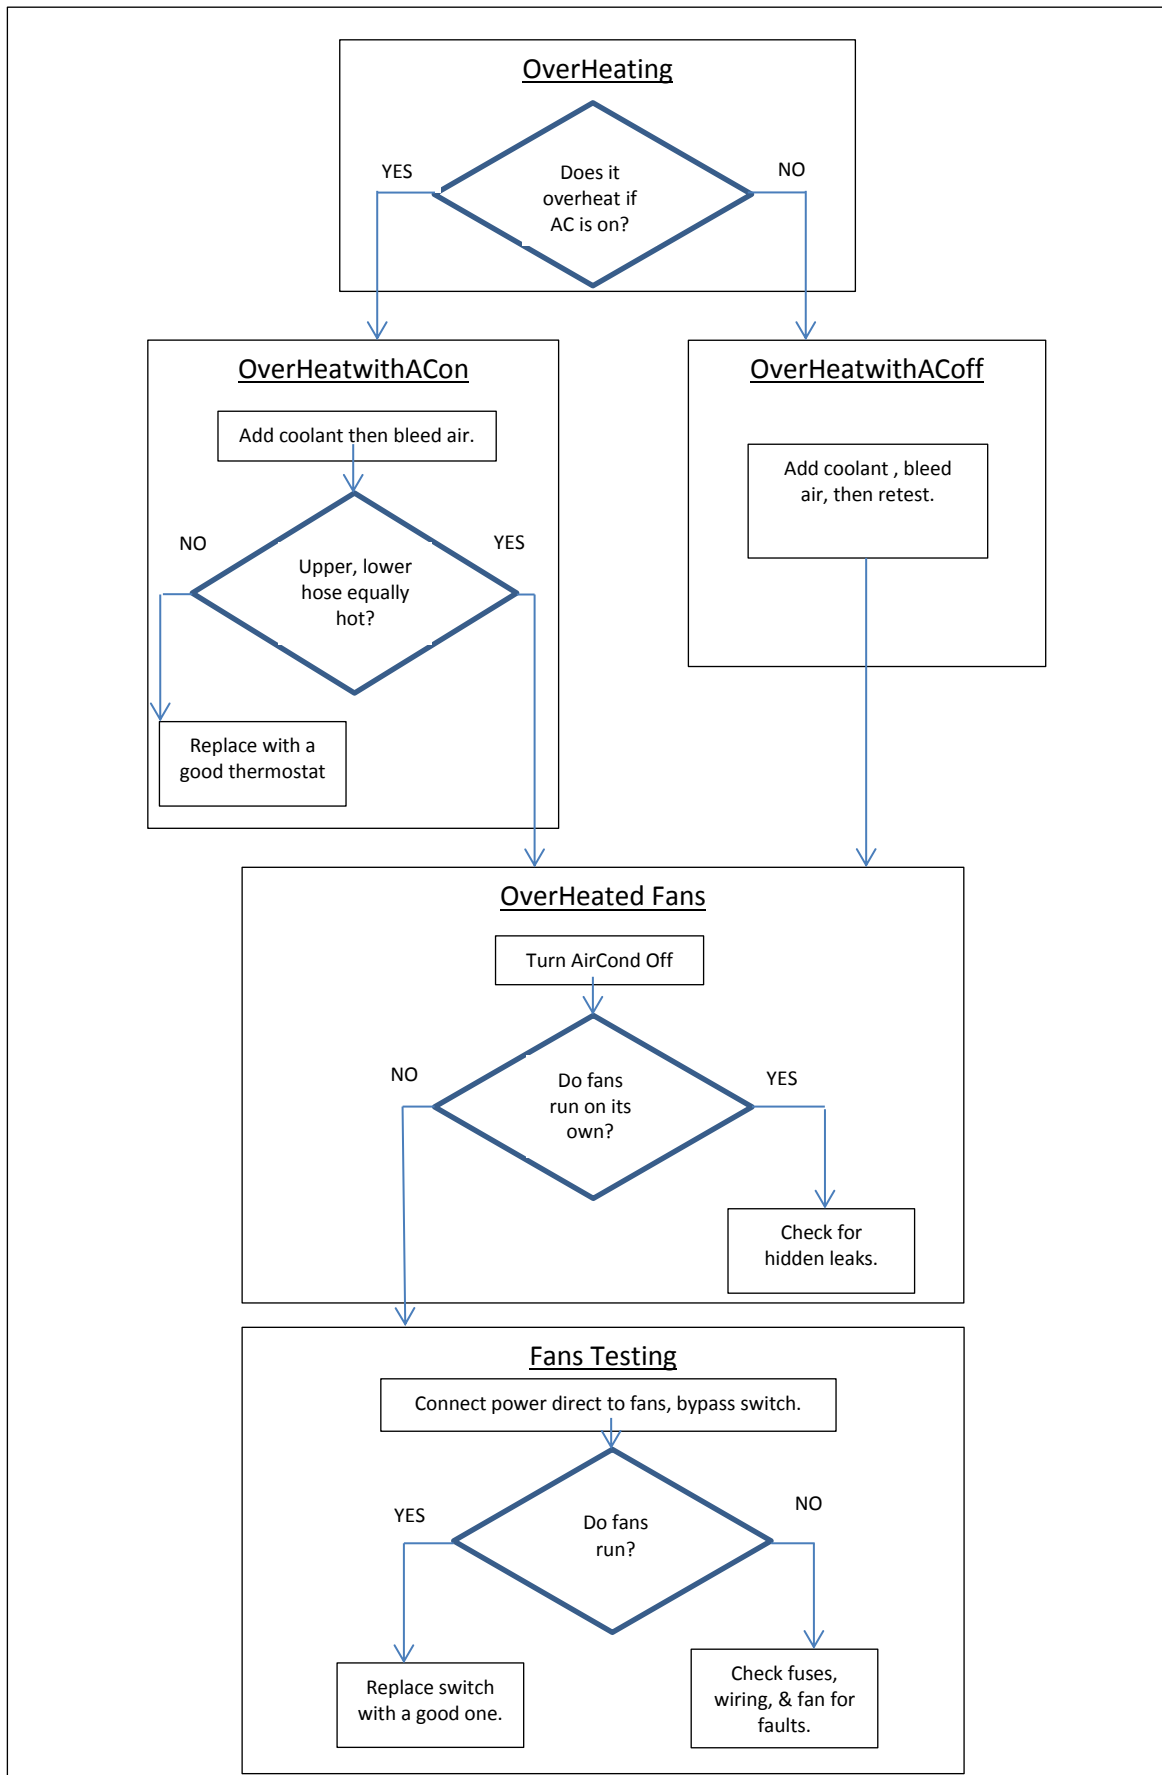 OverHeating
YES
NO
Does it
overheat if
AC is on?
OverHeatwithACon
Add coolant then bleed air.
NO
YES
Upper, lower
hose equally
hot?
Replace with a
good thermostat
OverHeatwithACoff
Add coolant , bleed
air, then retest.
OverHeated Fans
Turn AirCond Off
NO
YES
Do fans
run on its
own?
Check for
hidden leaks.
Fans Testing
Connect power direct to fans, bypass switch.
YES
NO
Do fans
run?
Replace switch
with a good one.
Check fuses,
wiring, & fan for
faults.